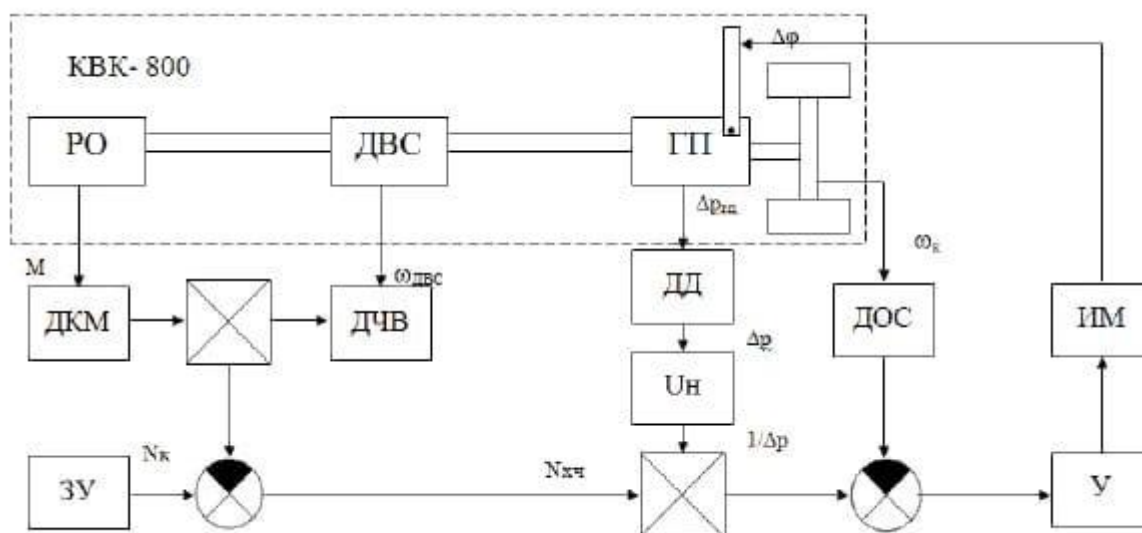 Δφ
КВК- 800
РО
ДВС
ГП
Δpгп
ωк
М
ωДВС
ДКМ
ДЧВ
ДД
ДОС
ИМ
Δp
Uн
Nк
Nхч
1/Δp
ЗУ
У